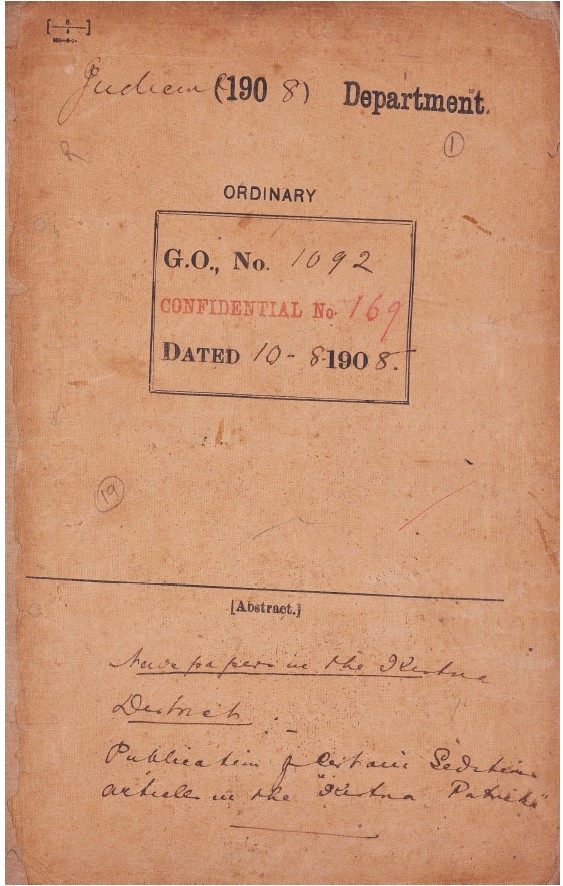 (1908) Department.
1
ORDINARY
G.O., No. 1092
CONFIDENTIAL No. 169
DATED 10-8-1908.
19
[Abstract.]
Newspapers in the Kistna
District.
Publication of certain Seditious
article in the "Kistna Patrika"